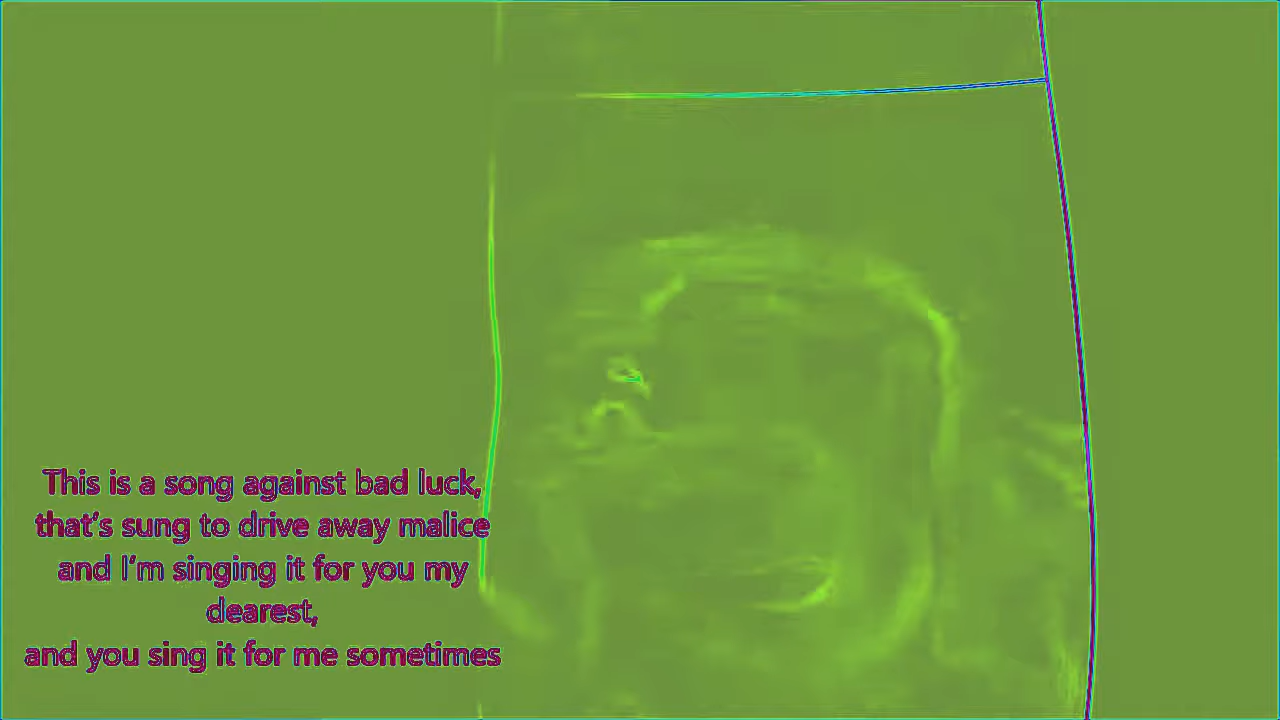 This is a song against bad luck,
that's sung to drive away malice
and I'm singing it for you my
dearest,
and you sing it for me sometimes